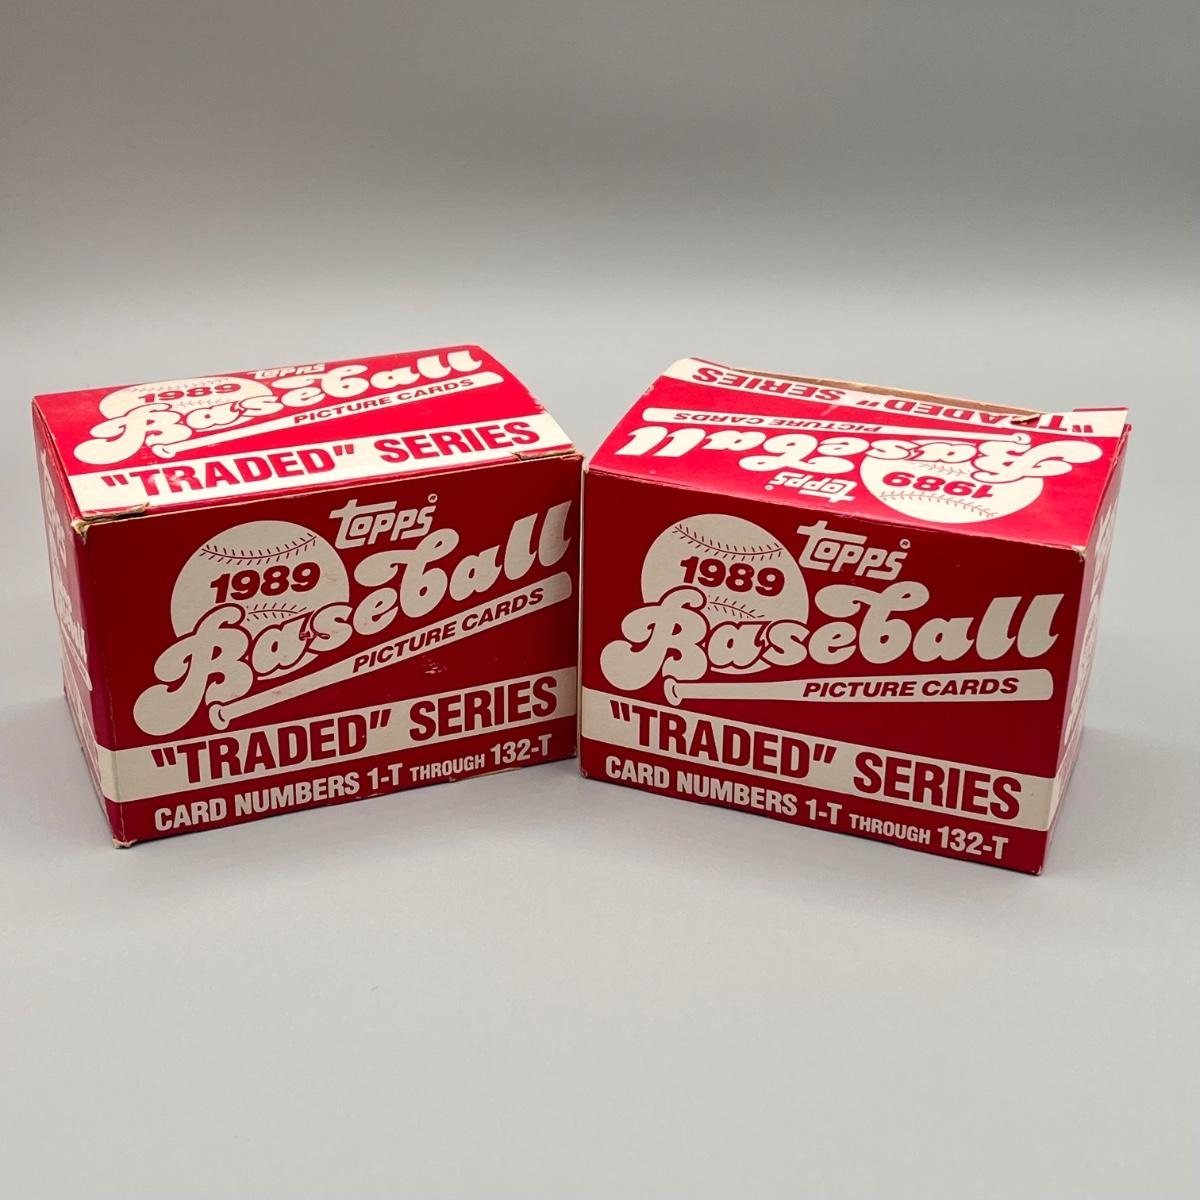 Topps
1989
Baseball
PICTURE CARDS
"TRADED" SERIES
Topps®
1989
Baseball
PICTURE CARDS
"TRADED" SERIES
CARD NUMBERS 1-T THROUGH 132-T
"TRADED" SERIES
PICTURE CARDS
Baseball
1989
Topps
Topps®
1989
Baseball
PICTURE CARDS
"TRADED" SERIES
CARD NUMBERS 1-T THROUGH 132-T